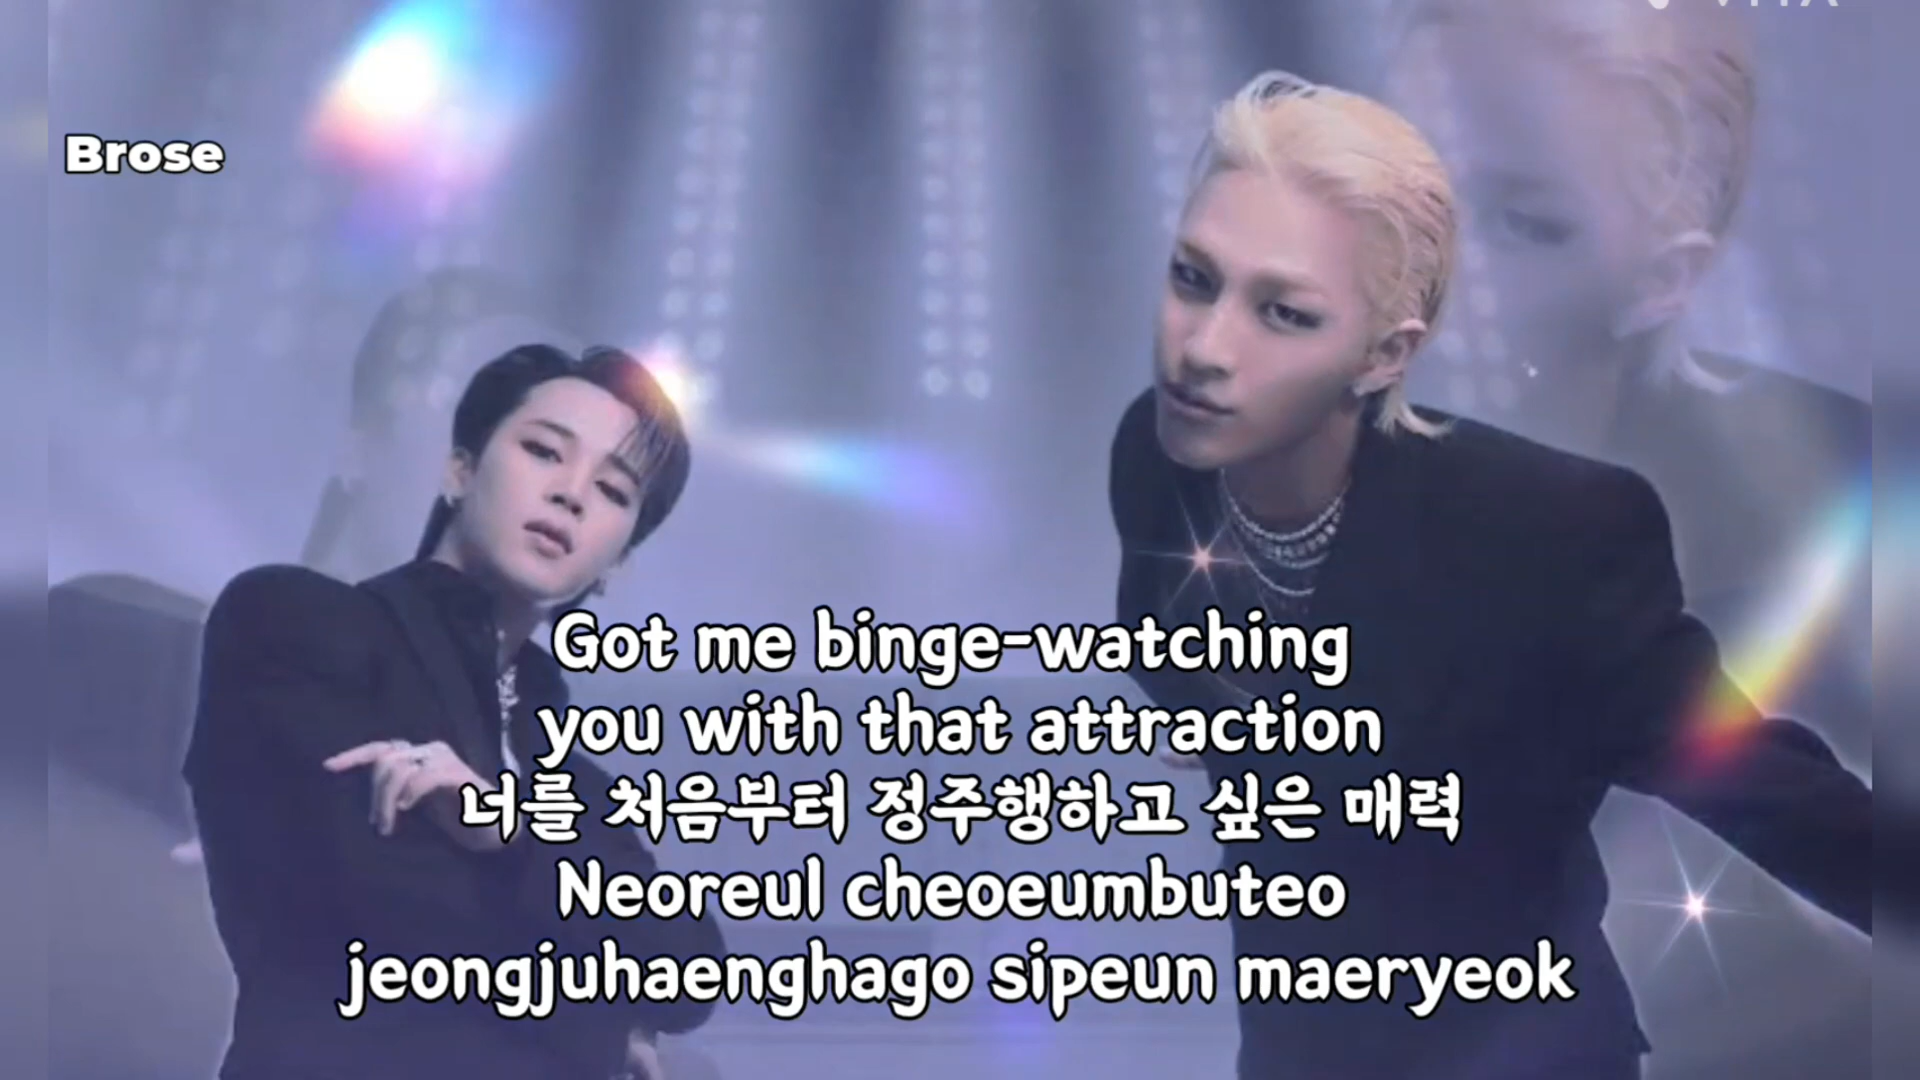 Brose
Got me binge-watching
you with that attraction
너를 처음부터 정주행하고 싶은 매력
Neoreul cheoeumbuteo
jeongjuhaenghago sipeun maeryeok